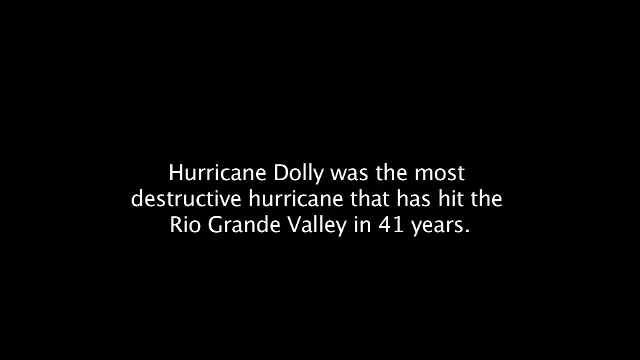 Hurricane Dolly was the most
destructive hurricane that has hit the
Rio Grande Valley in 41 years.